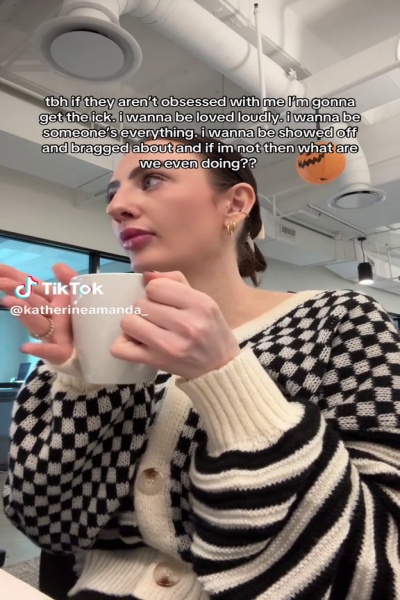 tbh if they aren't obsessed with me I'm gonna
get the ick. i wanna be loved loudly. i wanna be
someone's everything. i wanna be showed off
and bragged about and if im not then what are
we even doing??
TikTok
@katherineamanda_